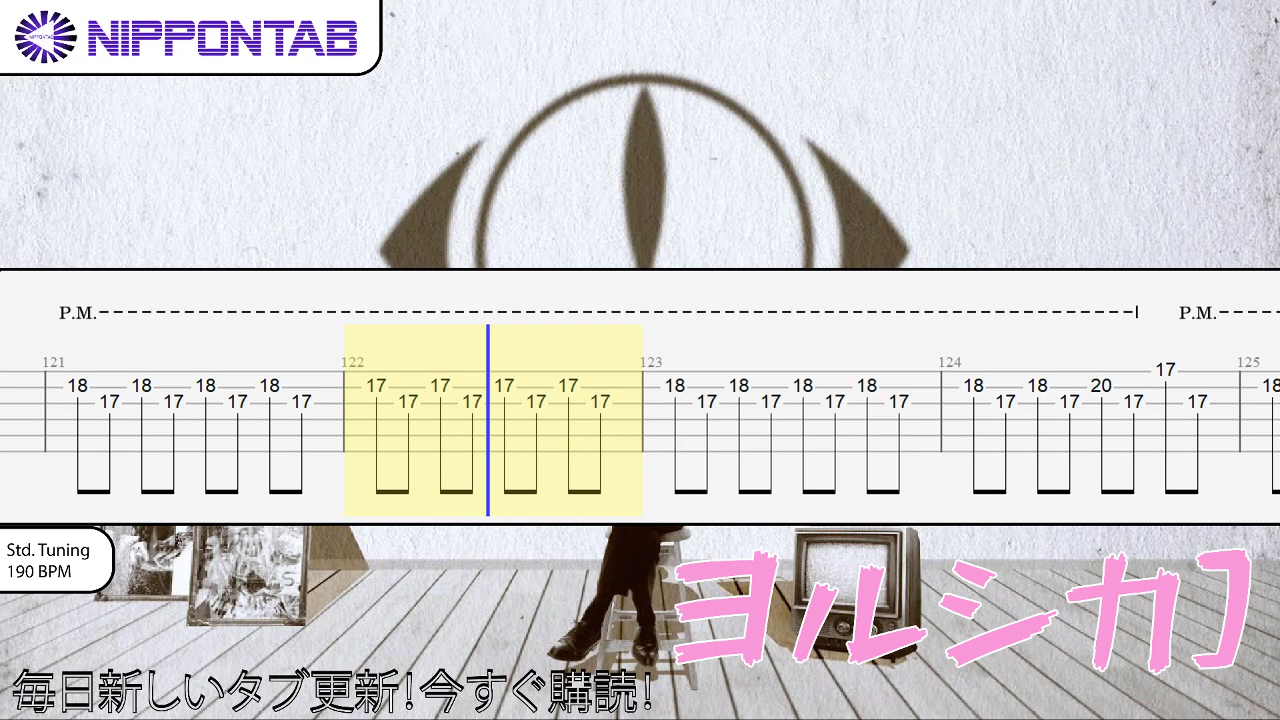 NIPPONTAB
P.M. P.M.
121 122 123 124 125
17
18 18 18 18 17 17 17 17 18 18 18 18 18 18 20 18
17 17 17 17 17 17 17 17 17 17 17 17 17 17 17 17
Std. Tuning
190 BPM
ヨルシカ」
毎日新しいタブ更新!今すぐ購読!